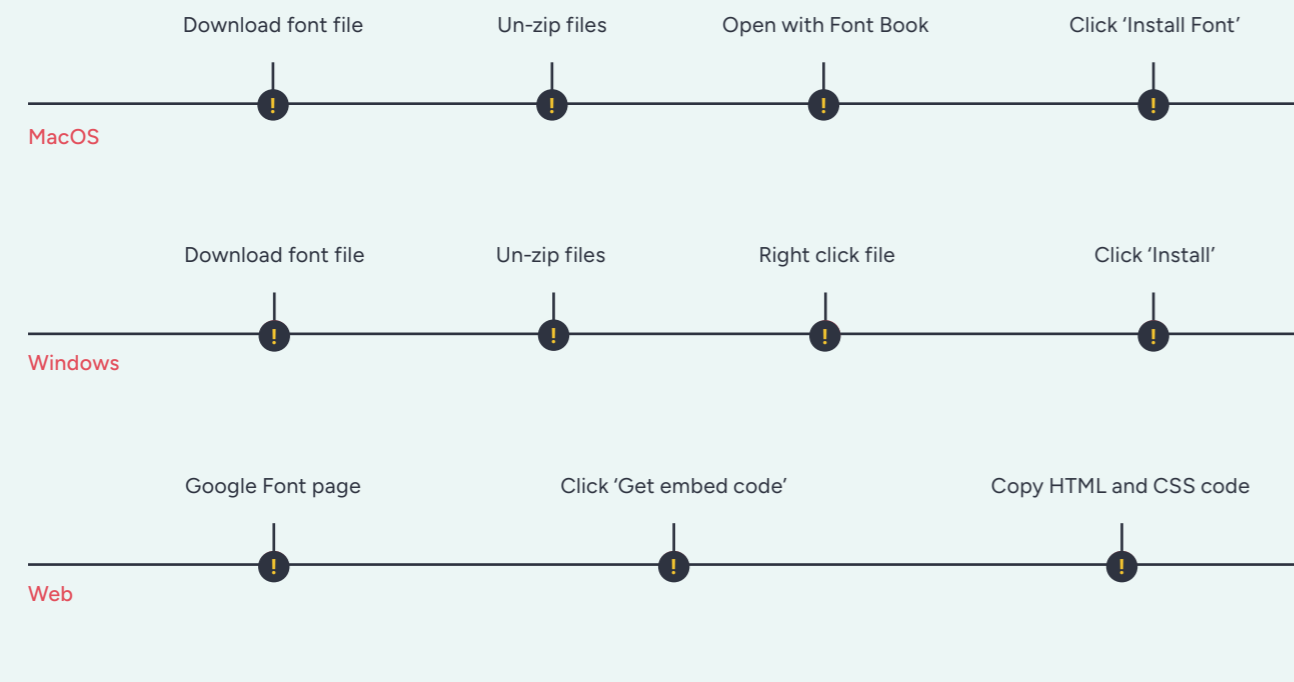 Download font file
Un-zip files
Open with Font Book
Click ‘Install Font’
!
!
!
!
MacOS
Download font file
Un-zip files
Right click file
Click ‘Install’
!
!
!
!
Windows
Google Font page
Click ‘Get embed code’
Copy HTML and CSS code
!
!
!
Web